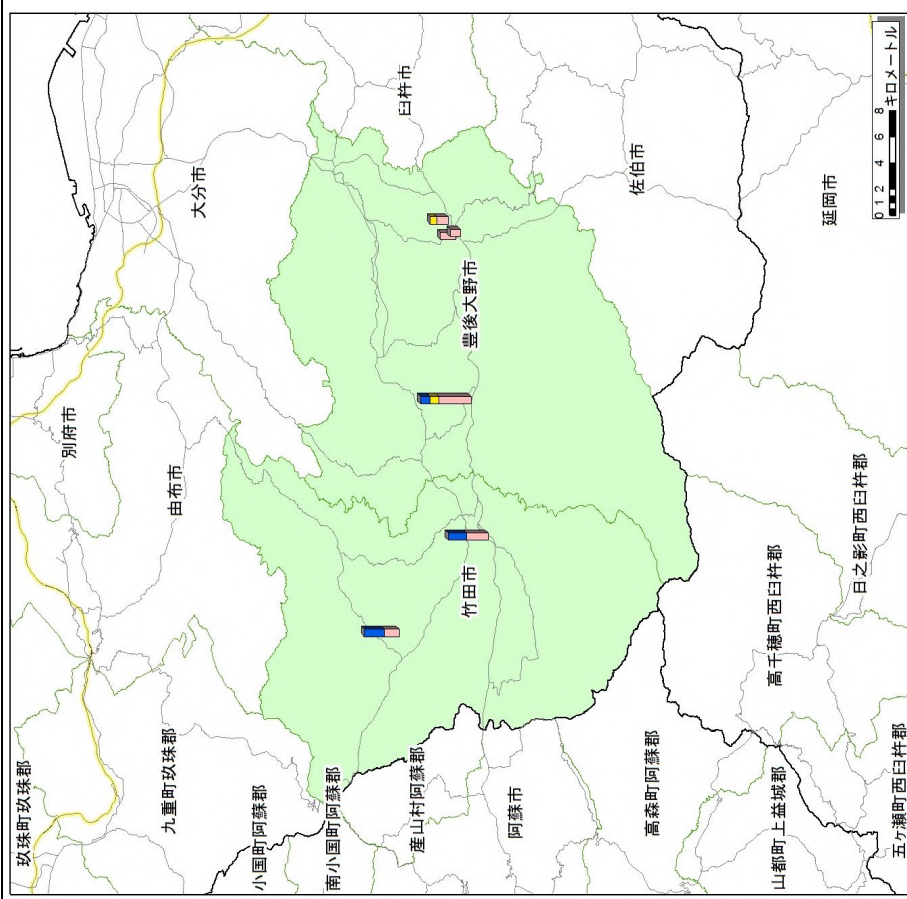 玖珠町玖珠郡
別府市
九重町玖珠郡
由布市
大分市
小国町阿蘇郡
南小国町阿蘇郡
臼杵市
産山村阿蘇郡
竹田市
豊後大野市
阿蘇市
佐伯市
高森町阿蘇郡
山都町上益城郡
高千穂町西臼杵郡
延岡市
日之影町西臼杵郡
五ヶ瀬町西臼杵郡
0 1 2 4 6 8
キロメートル